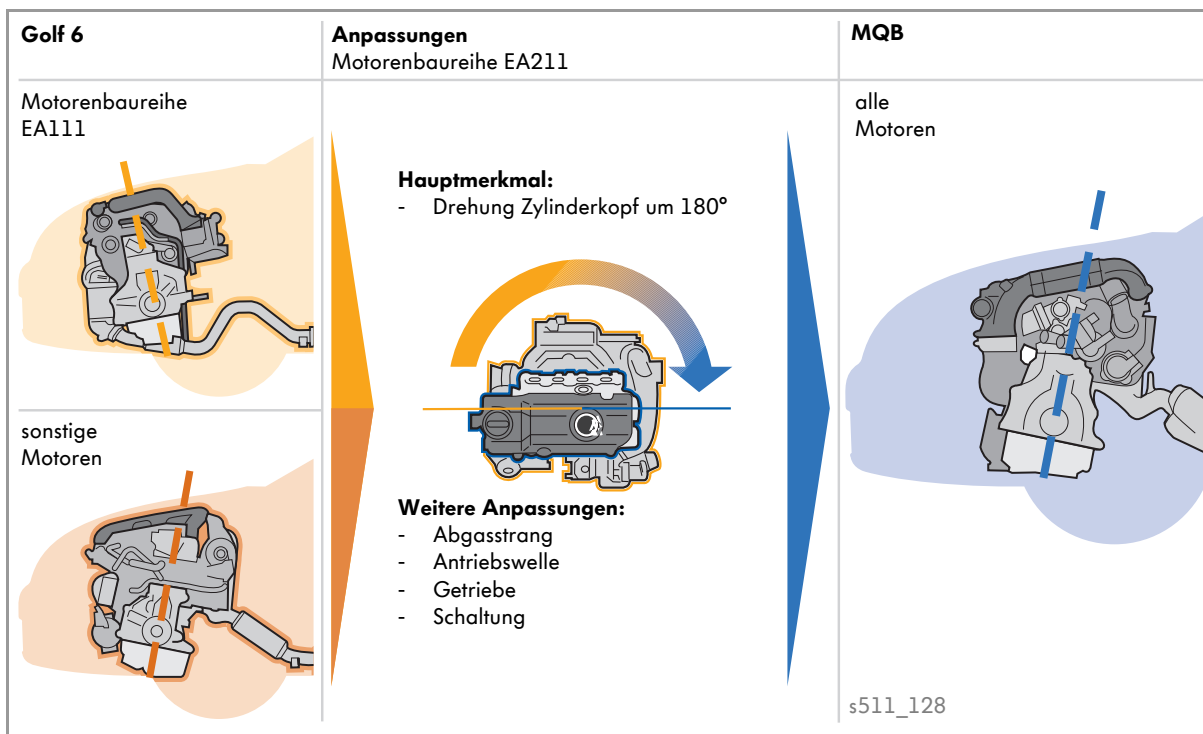 Golf 6
Anpassungen
Motorenbaureihe EA211
MQB
Motorenbaureihe
EA111
alle
Motoren
Hauptmerkmal:
- Drehung Zylinderkopf um 180°
sonstige
Motoren
Weitere Anpassungen:
- Abgasstrang
- Antriebswelle
- Getriebe
- Schaltung
s511_128